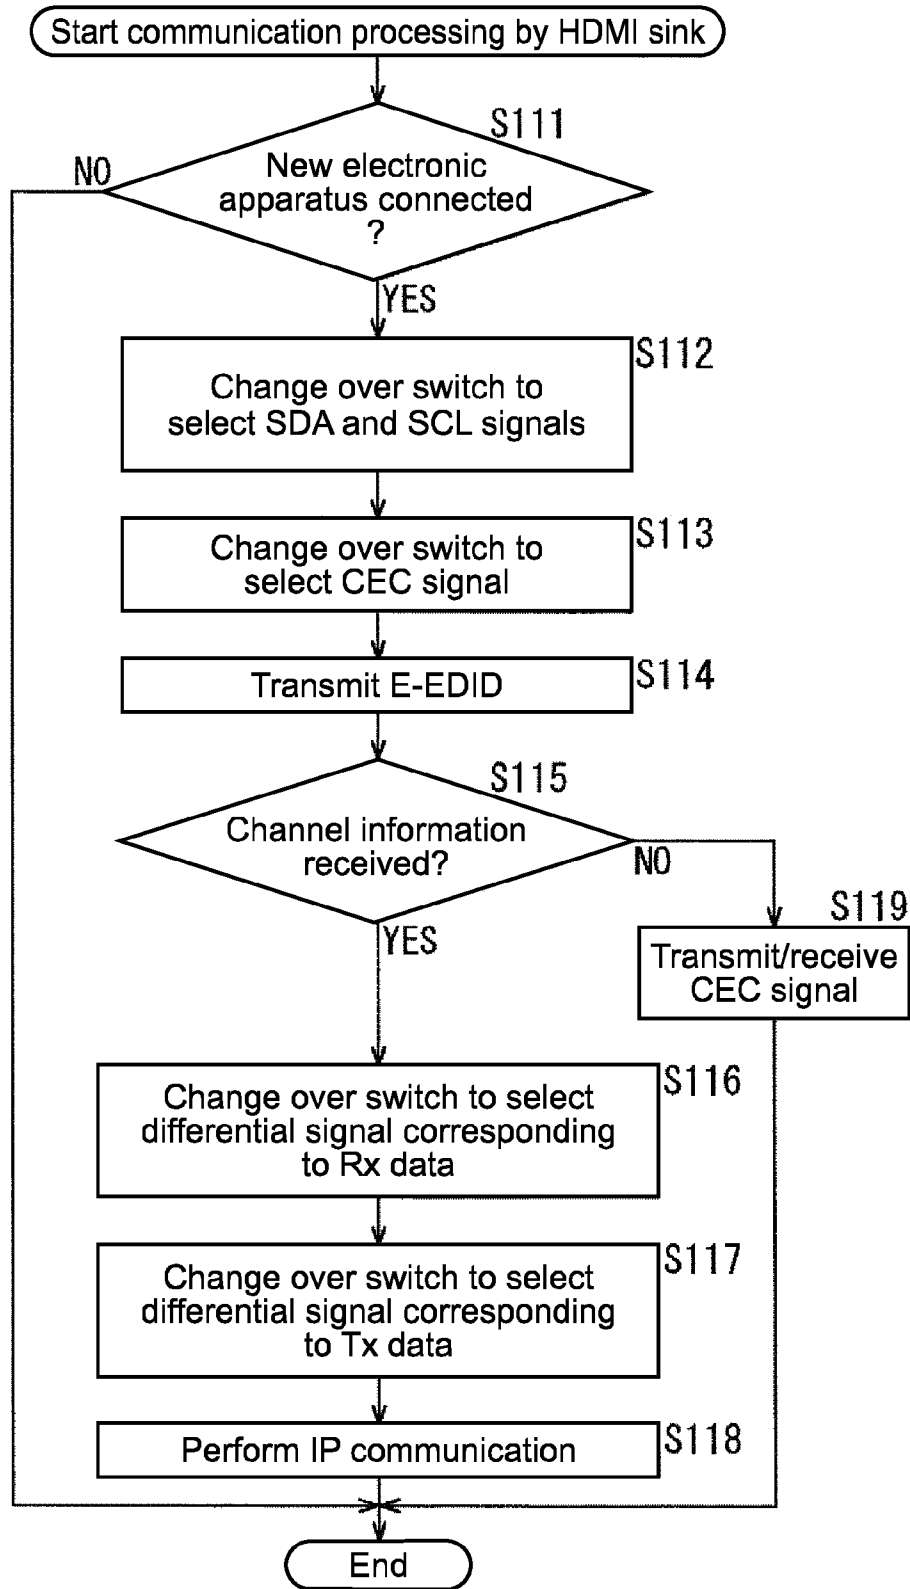 Start communication processing by HDMI sink
S111
NO
New electronic
apparatus connected
?
YES
S112
Change over switch to
select SDA and SCL signals
S113
Change over switch to
select CEC signal
S114
Transmit E-EDID
S115
Channel information
received?
NO
YES
S119
Transmit/receive
CEC signal
S116
Change over switch to select
differential signal corresponding
to Rx data
S117
Change over switch to select
differential signal corresponding
to Tx data
S118
Perform IP communication
End